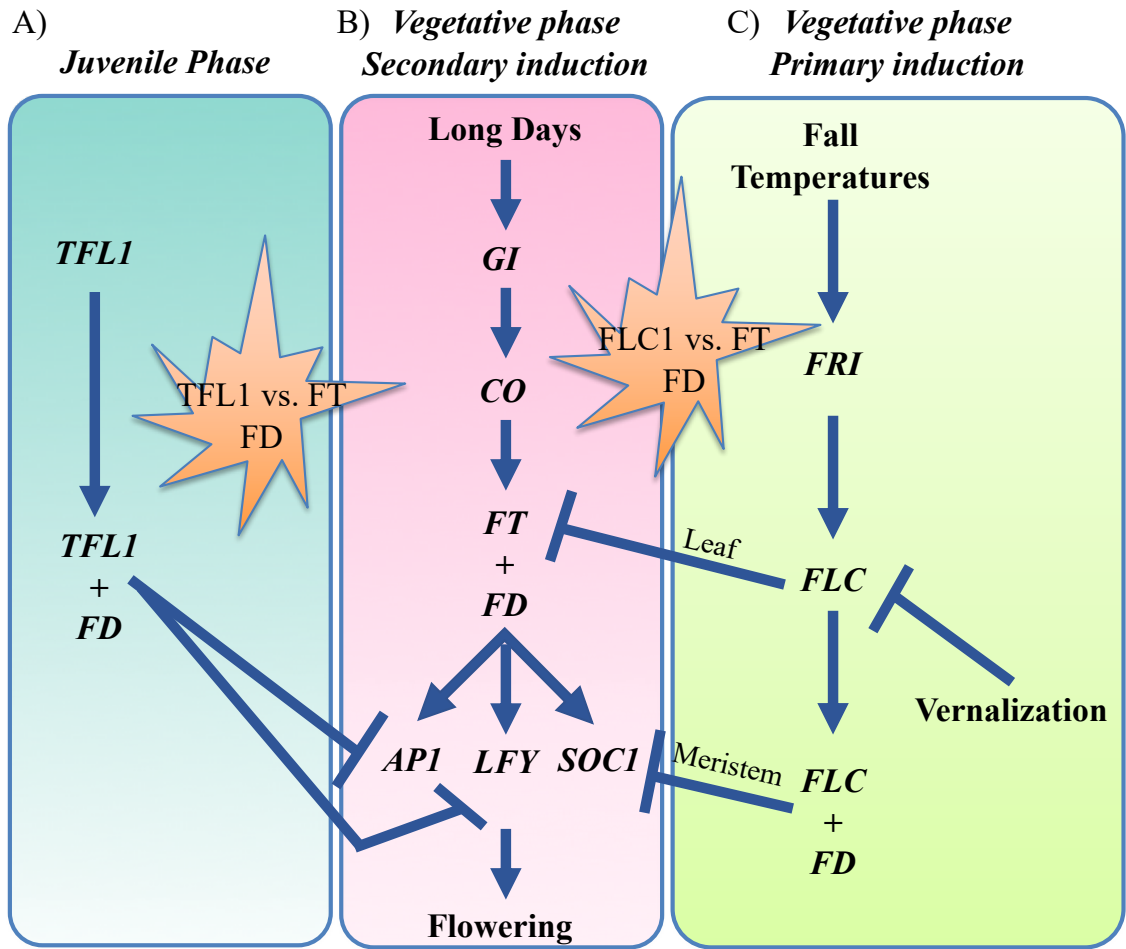 A)
Juvenile Phase
TFL1
TFL1
+
FD
TFL1 vs. FT
FD
B)
Vegetative phase
Secondary induction
Long Days
GI
CO
FT
+
FD
AP1 LFY SOC1
Flowering
FLC1 vs. FT
FD
C)
Vegetative phase
Primary induction
Fall
Temperatures
FRI
Leaf
FLC
Vernalization
Meristem
FLC
+
FD